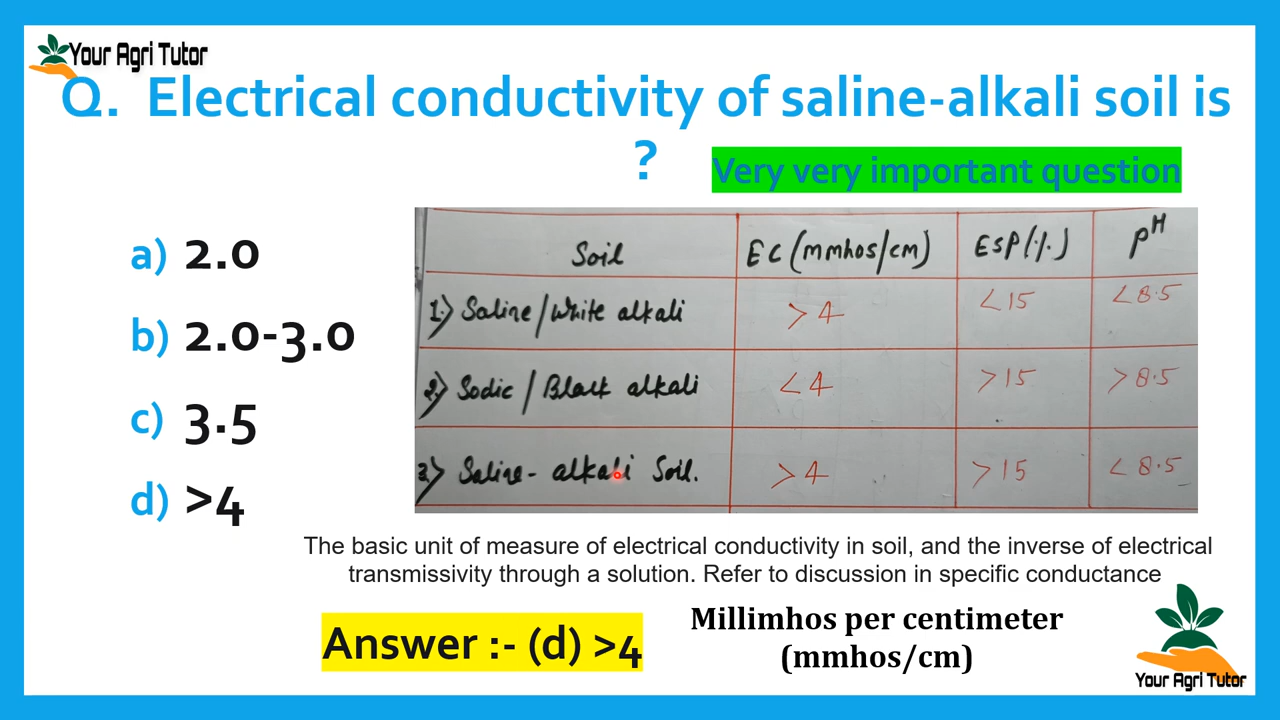 Your Agri Tutor
Q. Electrical conductivity of saline-alkali soil is
?
Very very important question
a) 2.0
b) 2.0-3.0
c) 3.5
d) >4
Soil EC (mmhos/cm) ESP (%) PH
1.) Saline/White alkali >4 <15 <8.5
2.) Sodic / Black alkali <4 >15 >8.5
3.) Saline- alkali Soil. >4 >15 <8.5
The basic unit of measure of electrical conductivity in soil, and the inverse of electrical
transmissivity through a solution. Refer to discussion in specific conductance
Answer :- (d) >4
Millimhos per centimeter
(mmhos/cm)
Your Agri Tutor